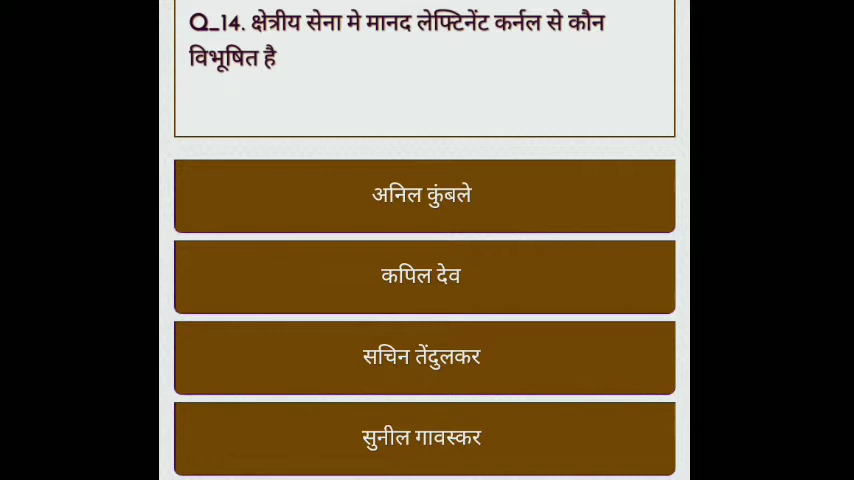 Q_14. क्षेत्रीय सेना मे मानद लेफ्टिनेंट कर्नल से कौन
विभूषित है
अनिल कुंबले
कपिल देव
सचिन तेंदुलकर
सुनील गावस्कर